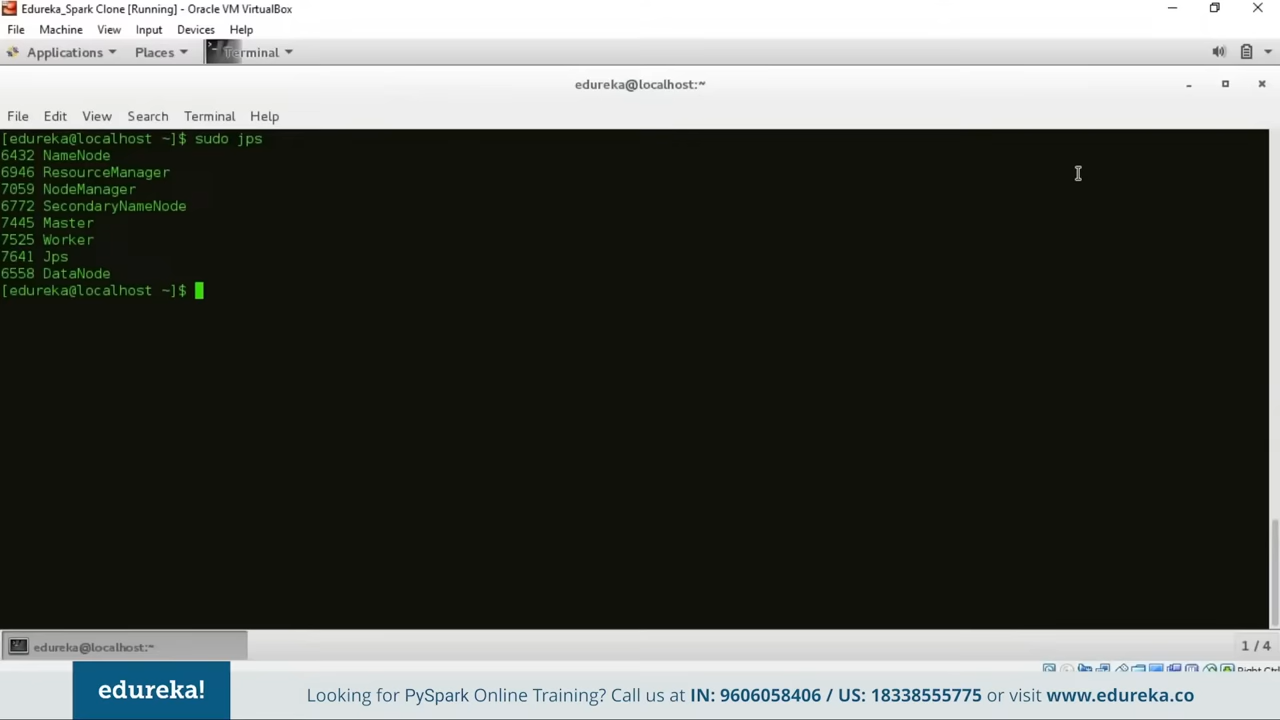 Edureka_Spark Clone [Running] - Oracle VM VirtualBox
File Machine View Input Devices Help
Applications Places Terminal
edureka@localhost:~
File Edit View Search Terminal Help
[edureka@localhost ~]$ sudo jps
6432 NameNode
6946 ResourceManager
7059 NodeManager
6772 SecondaryNameNode
7445 Master
7525 Worker
7641 Jps
6558 DataNode
[edureka@localhost ~]$
edureka@localhost:~ 1 / 4
Right Ctrl
edureka! Looking for PySpark Online Training? Call us at IN: 9606058406 / US: 18338555775 or visit www.edureka.co